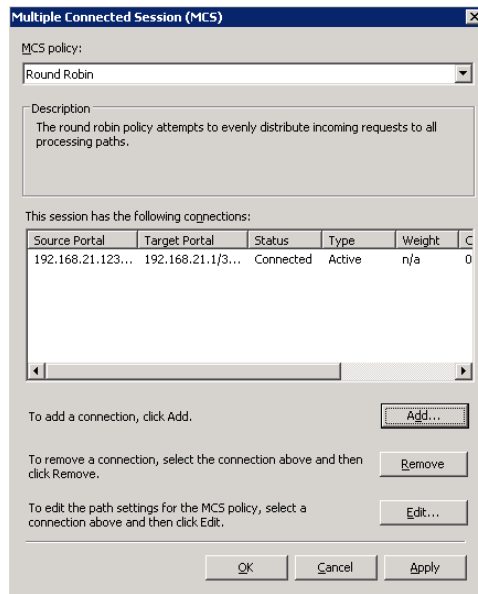 Multiple Connected Session (MCS)
MCS policy:
Round Robin
Description
The round robin policy attempts to evenly distribute incoming requests to all
processing paths.
This session has the following connections:
Source Portal Target Portal Status Type Weight C
192.168.21.123... 192.168.21.1/3... Connected Active n/a 0
To add a connection, click Add.
Add...
To remove a connection, select the connection above and then
click Remove.
Remove
To edit the path settings for the MCS policy, select a
connection above and then click Edit.
Edit...
OK Cancel Apply